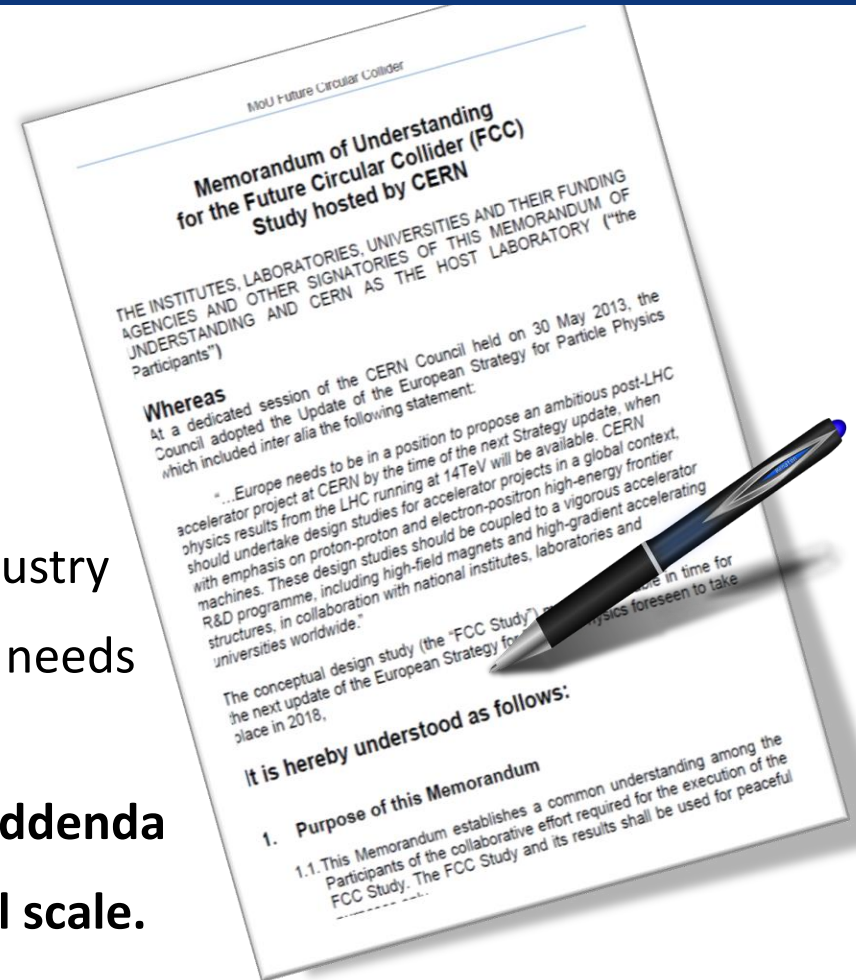 MoU Future Circular Collider
Memorandum of Understanding
for the Future Circular Collider (FCC)
Study hosted by CERN
THE INSTITUTES, LABORATORIES, UNIVERSITIES AND THEIR FUNDING
AGENCIES AND OTHER SIGNATORIES OF THIS MEMORANDUM OF
UNDERSTANDING AND CERN AS THE HOST LABORATORY (“the
Participants”)
Whereas
At a dedicated session of the CERN Council held on 30 May 2013, the
Council adopted the Update of the European Strategy for Particle Physics
which included inter alia the following statement:
“…Europe needs to be in a position to propose an ambitious post-LHC
accelerator project at CERN by the time of the next Strategy update, when
physics results from the LHC running at 14TeV will be available. CERN
should undertake design studies for accelerator projects in a global context,
with emphasis on proton-proton and electron-positron high-energy frontier
machines. These design studies should be coupled to a vigorous accelerator
R&D programme, including high-field magnets and high-gradient accelerating
structures, in collaboration with national institutes, laboratories and
universities worldwide.”
The conceptual design study (the “FCC Study”) in time for
the next update of the European Strategy for physics foreseen to take
place in 2018,
It is hereby understood as follows:
1. Purpose of this Memorandum
1.1. This Memorandum establishes a common understanding among the
Participants of the collaborative effort required for the execution of the
FCC Study. The FCC Study and its results shall be used for peaceful
ustry
needs
ddenda
l scale.